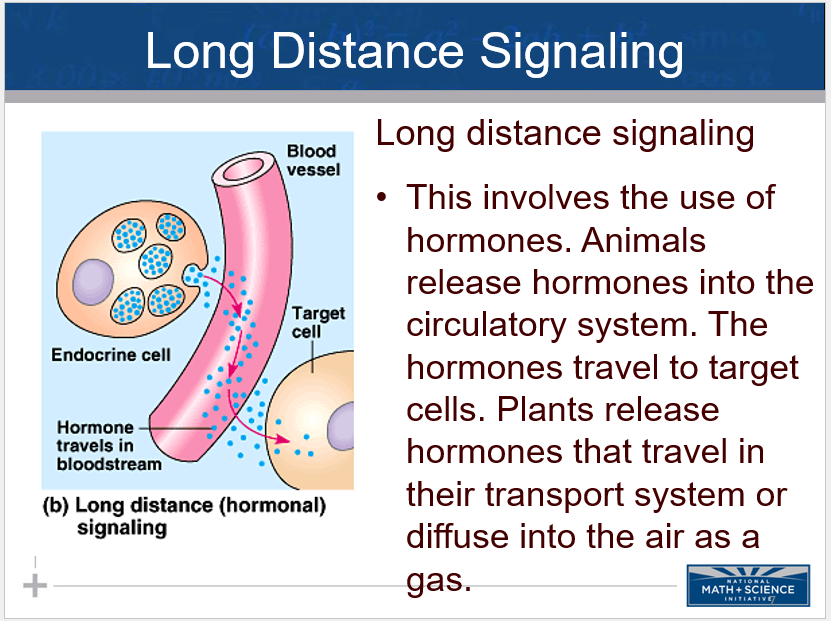 Long Distance Signaling
Blood
vessel
Target
cell
Endocrine cell
Hormone
travels in
bloodstream
(b) Long distance (hormonal)
signaling
Long distance signaling
• This involves the use of
hormones. Animals
release hormones into the
circulatory system. The
hormones travel to target
cells. Plants release
hormones that travel in
their transport system or
diffuse into the air as a
gas.
NATIONAL
MATH + SCIENCE
INITIATIVE
7